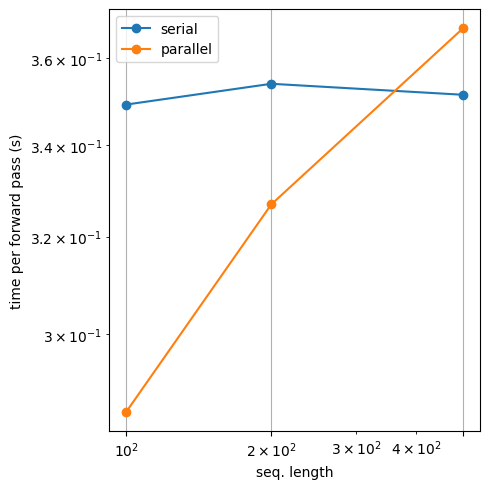 serial
parallel
3.6 × 10⁻¹
3.4 × 10⁻¹
3.2 × 10⁻¹
3 × 10⁻¹
time per forward pass (s)
10² 2 × 10² 3 × 10² 4 × 10²
seq. length